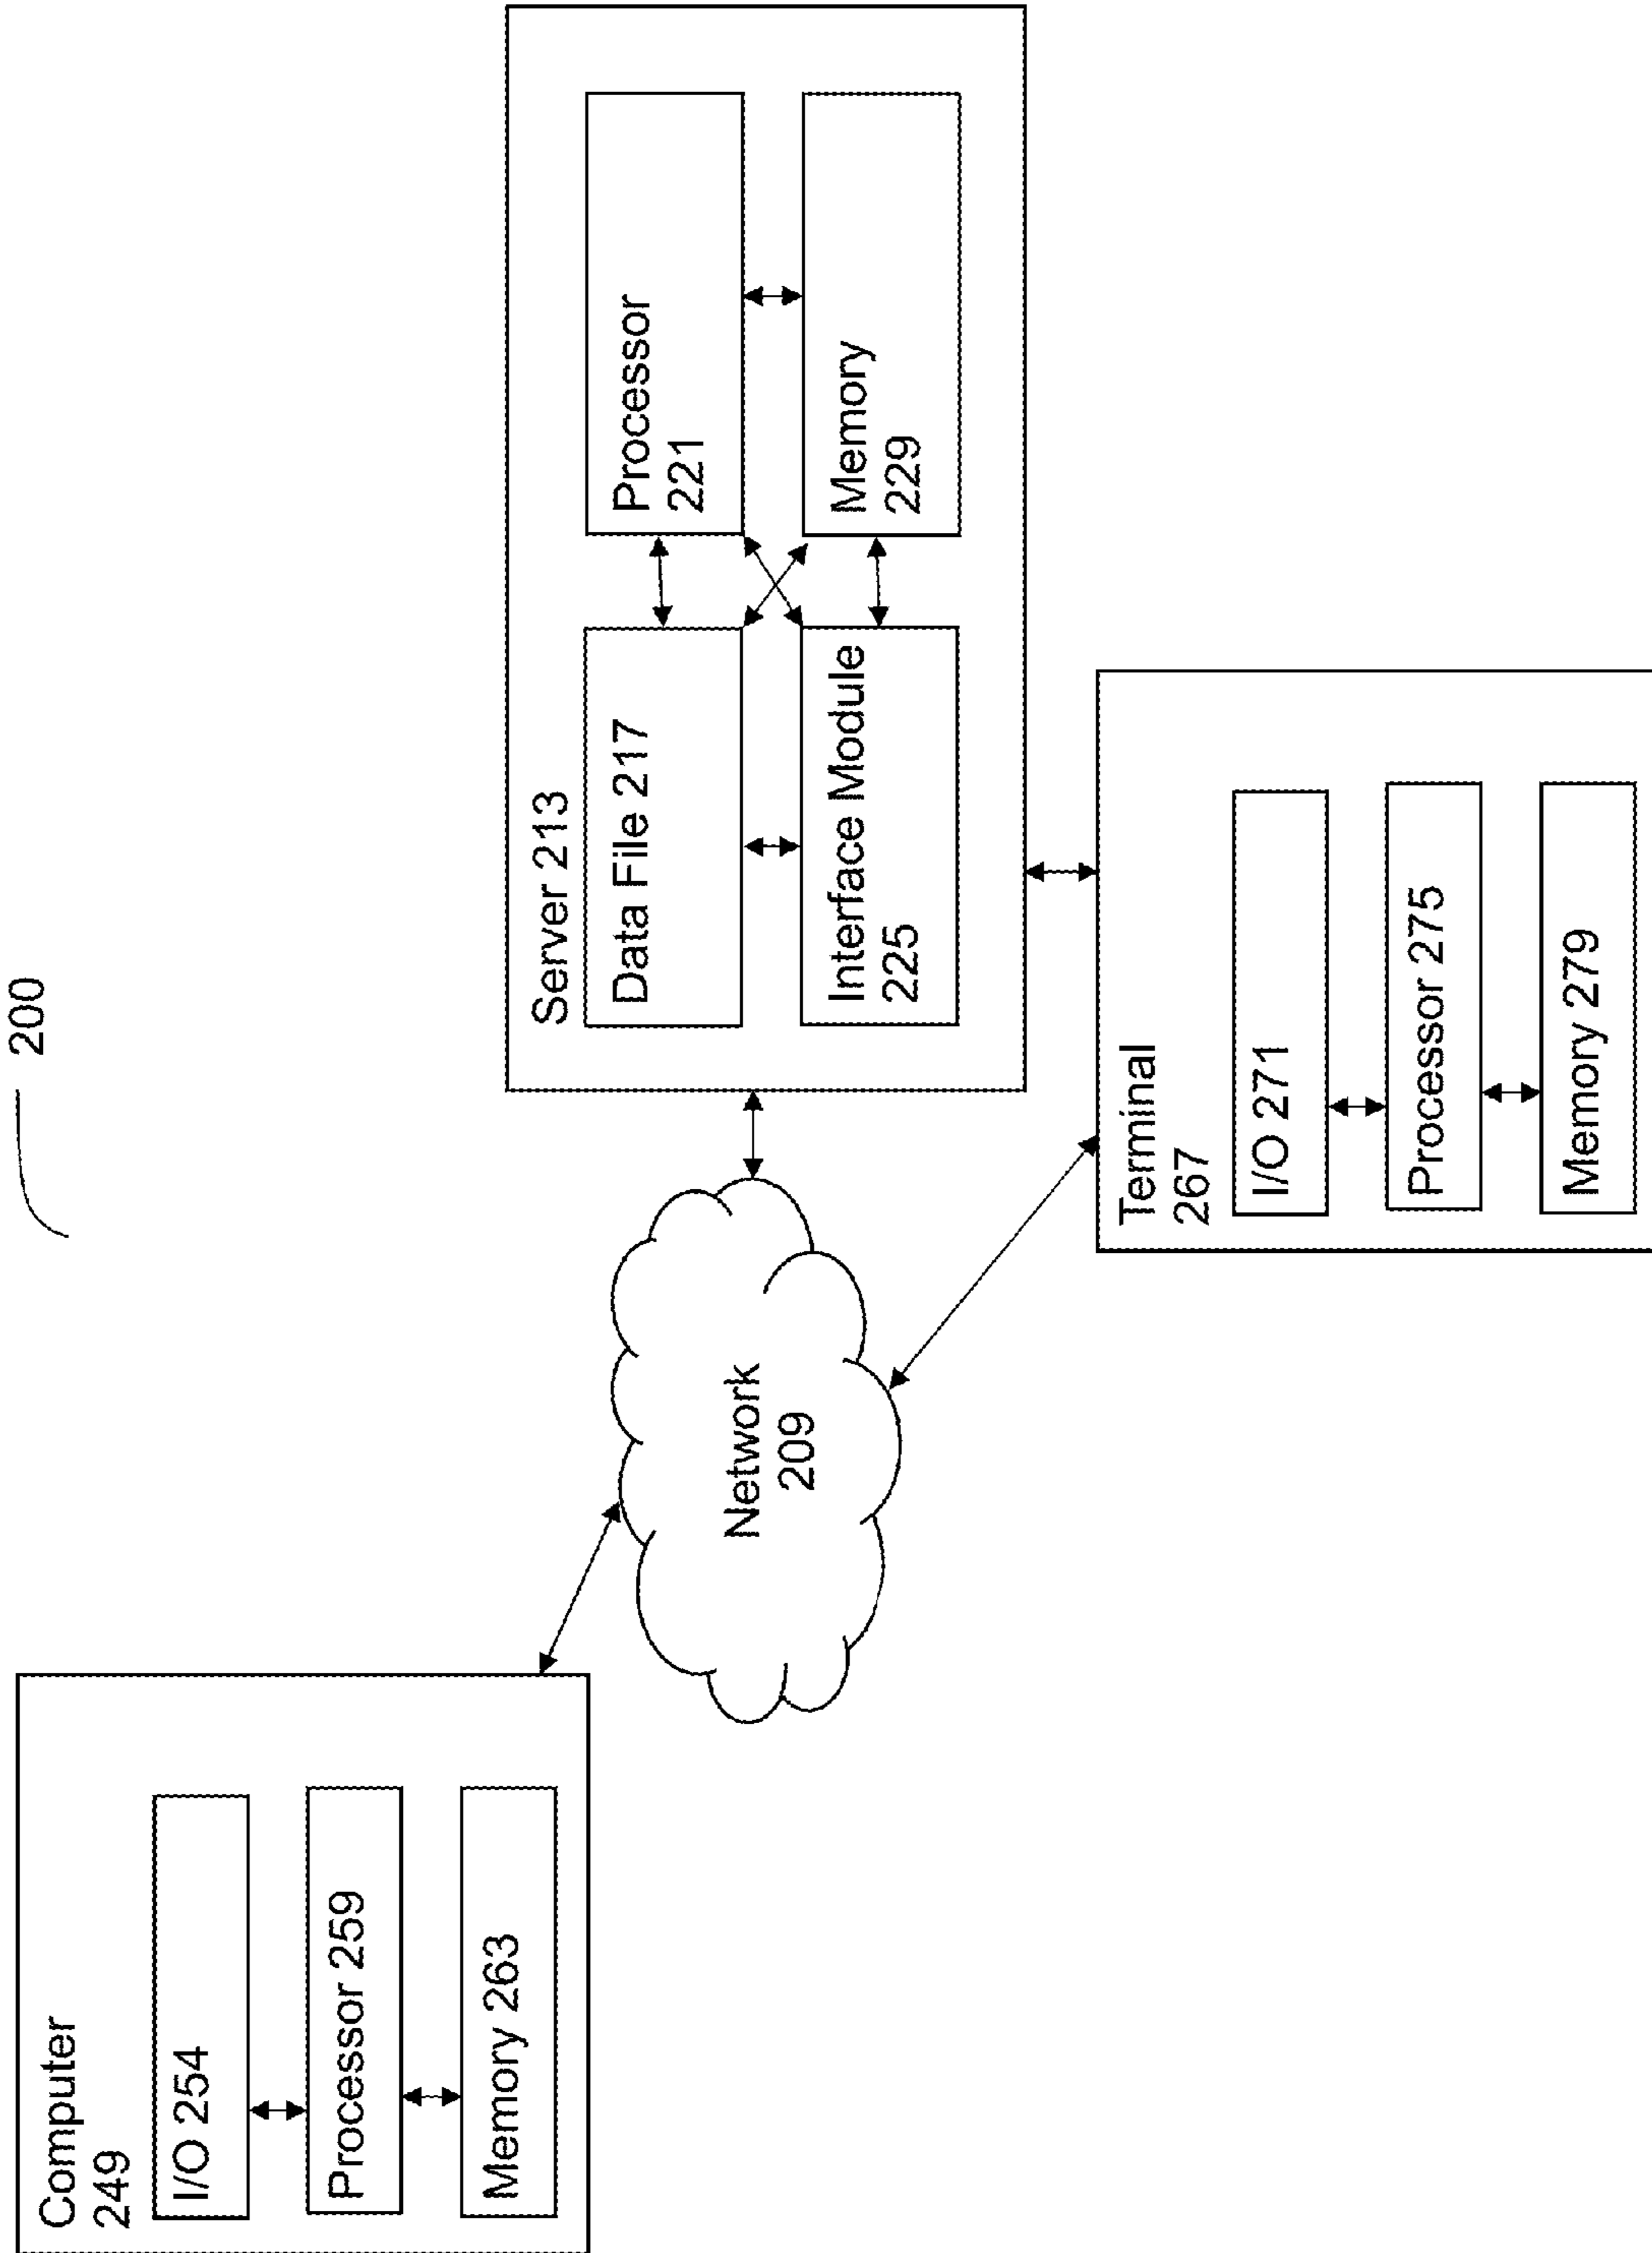 200
Computer
249
I/O 254
Processor 259
Memory 263
Network
209
Server 213
Data File 217
Processor
221
Interface Module
225
Memory
229
Terminal
267
I/O 271
Processor 275
Memory 279